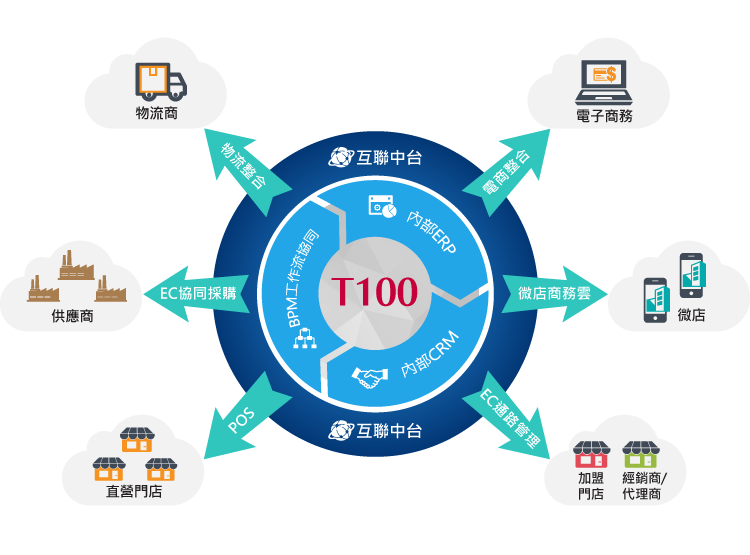 物流商
電子商務
互聯中台
物流整合
電商整合
內部ERP
BPM工作流協同
T100
EC協同採購
微店商務雲
供應商
微店
內部CRM
POS
EC通路管理
互聯中台
直營門店
加盟
門店
經銷商/
代理商